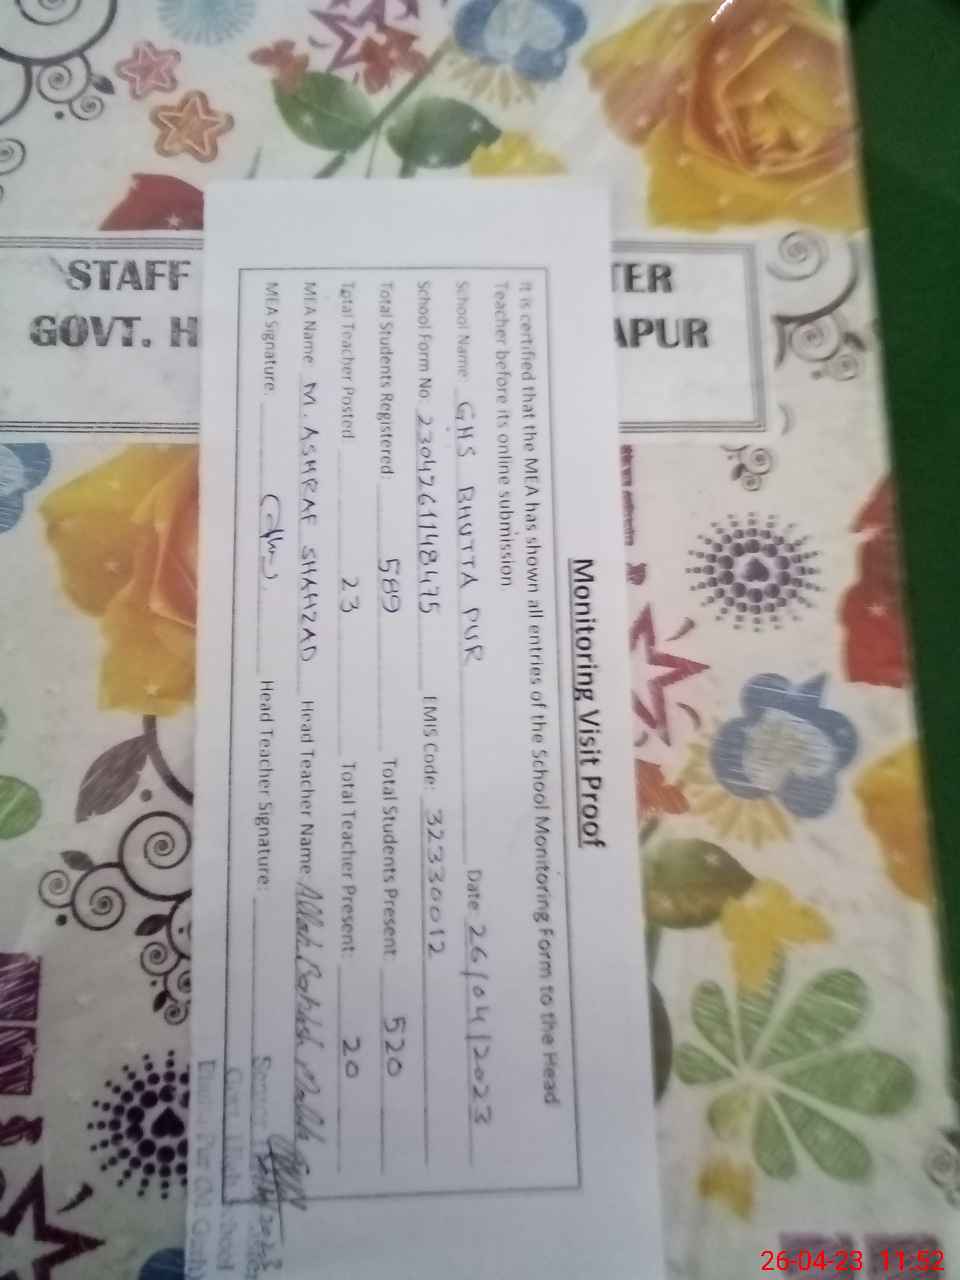 STAFF
TER
GOVT. H
APUR
Monitoring Visit Proof
It is certified that the MEA has shown all entries of the School Monitoring Form to the Head
Teacher before its online submission.
School Name: GHS BHUTTA PUR Date: 26/04/2023
School Form No: 2304261148475 EMIS Code: 32330012
Total Students Registered: 589 Total Students Present: 520
Total Teacher Posted 23 Total Teacher Present: 20
MEA Name: M. ASHRAF SHAHZAD Head Teacher Name: Allah Bakhsh Malik
MEA Signature: Head Teacher Signature:
26-04-23 11:52